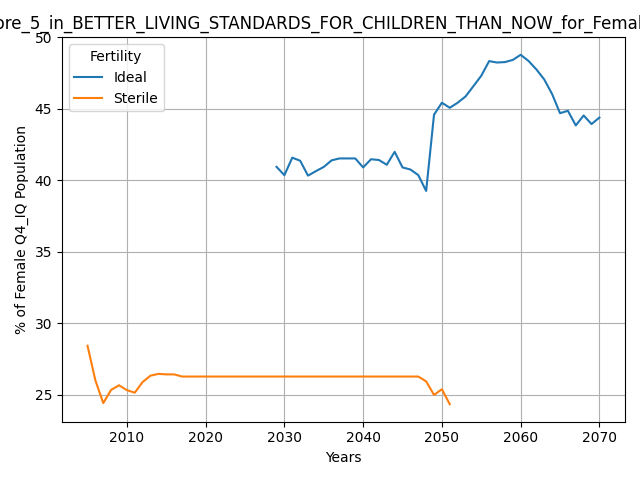 ore_5_in_BETTER_LIVING_STANDARDS_FOR_CHILDREN_THAN_NOW_for_Femal
Fertility
Ideal
Sterile
% of Female Q4_IQ Population
50
45
40
35
30
25
2010 2020 2030 2040 2050 2060 2070
Years